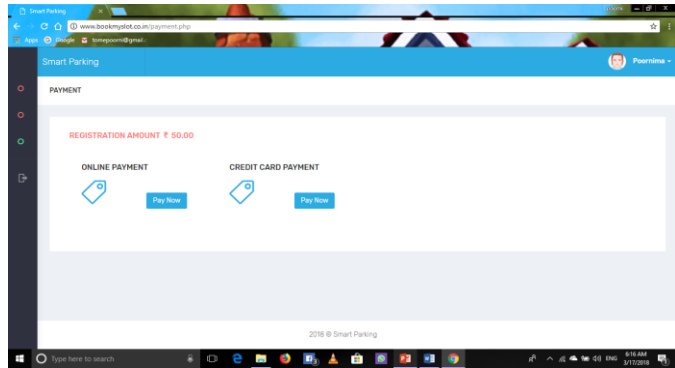 Smart Parking
www.bookmyslot.co.in/payment.php
Apps Google tomepoorni@gmail
Smart Parking
Poornima
PAYMENT
REGISTRATION AMOUNT ₹ 50.00
ONLINE PAYMENT CREDIT CARD PAYMENT
Pay Now Pay Now
2018 © Smart Parking
Type here to search
ENG
6:16 AM
3/17/2018